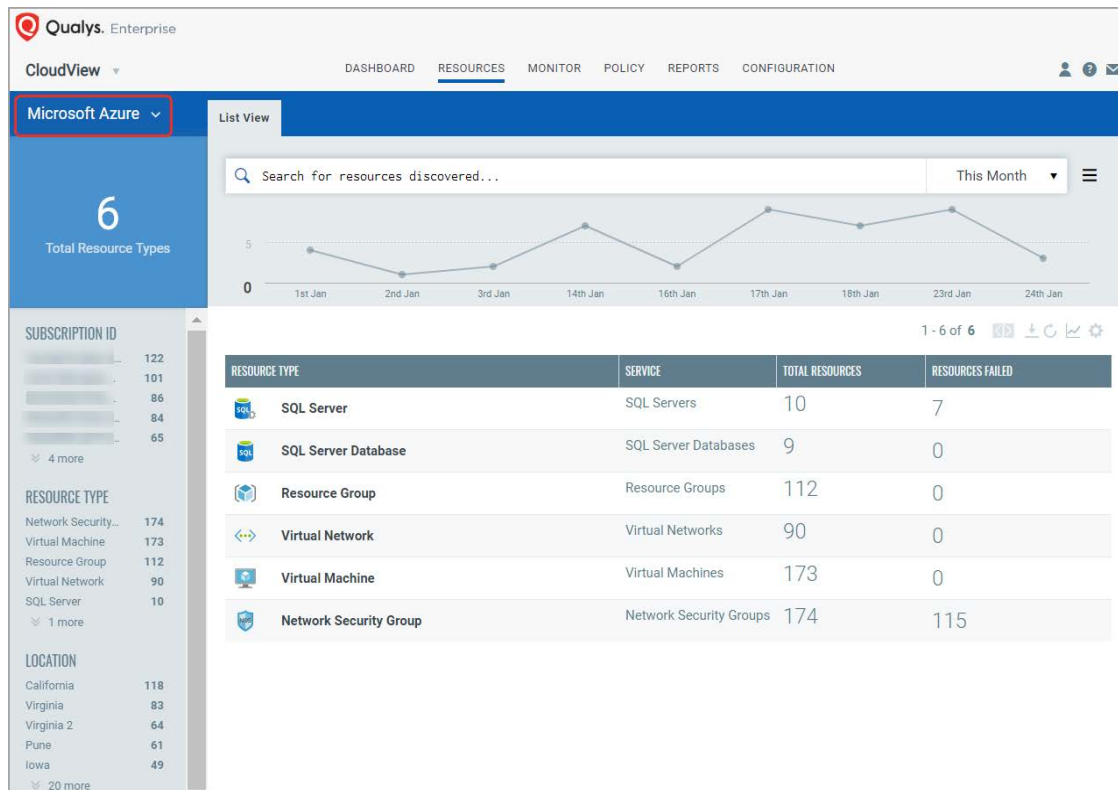 Qualys. Enterprise
CloudView
DASHBOARD RESOURCES MONITOR POLICY REPORTS CONFIGURATION
Microsoft Azure
List View
6
Total Resource Types
Search for resources discovered...
This Month
5
0
1st Jan 2nd Jan 3rd Jan 14th Jan 16th Jan 17th Jan 18th Jan 23rd Jan 24th Jan
1 - 6 of 6
SUBSCRIPTION ID
122
101
86
84
65
4 more
RESOURCE TYPE
Network Security... 174
Virtual Machine 173
Resource Group 112
Virtual Network 90
SQL Server 10
1 more
LOCATION
California 118
Virginia 83
Virginia 2 64
Pune 61
Iowa 49
20 more
RESOURCE TYPE SERVICE TOTAL RESOURCES RESOURCES FAILED
SQL SQL Server SQL Servers 10 7
SQL SQL Server Database SQL Server Databases 9 0
Resource Group Resource Groups 112 0
Virtual Network Virtual Networks 90 0
Virtual Machine Virtual Machines 173 0
NSG Network Security Group Network Security Groups 174 115